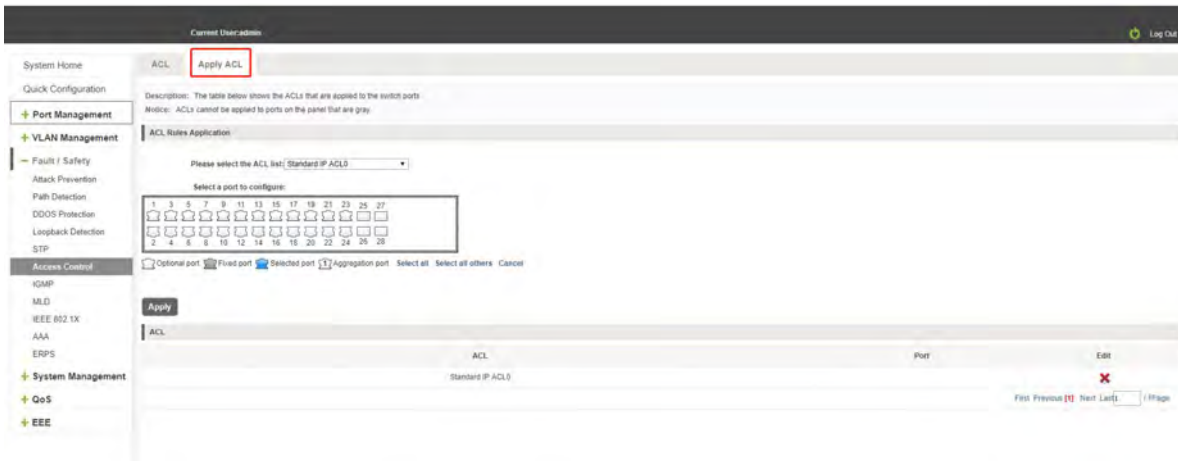 Current User:admin
Log Out
System Home
Quick Configuration
Port Management
VLAN Management
Fault / Safety
Attack Prevention
Path Detection
DDOS Protection
Loopback Detection
STP
Access Control
IGMP
MLD
IEEE 802.1X
AAA
ERPS
System Management
QoS
EEE
ACL Apply ACL
Description: The table below shows the ACLs that are applied to the switch ports
Notice: ACLs cannot be applied to ports on the panel that are gray.
ACL Rules Application
Please select the ACL list: Standard IP ACL0
Select a port to configure:
1 3 5 7 9 11 13 15 17 19 21 23 25 27
2 4 6 8 10 12 14 16 18 20 22 24 26 28
Optional port Fixed port Selected port 1 Aggregation port Select all Select all others Cancel
Apply
ACL
ACL Port Edit
Standard IP ACL0
First Previous [1] Next Last 1 / 1Page